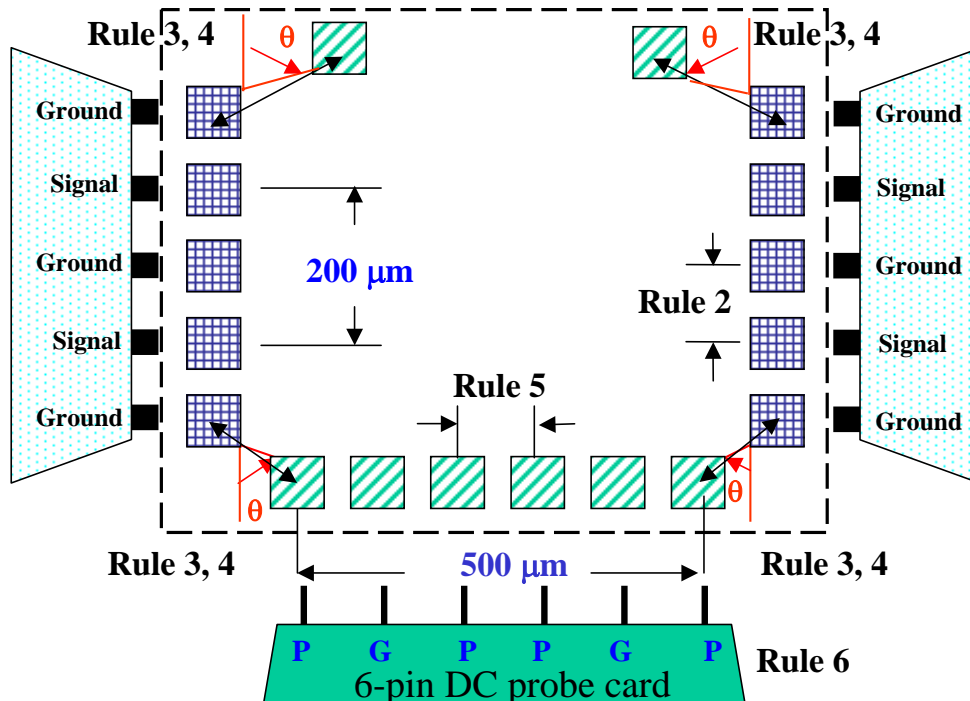 Rule 3, 4
θ
θ
Rule 3, 4
Ground
Ground
Signal
Signal
Ground
200 μm
Ground
Rule 2
Signal
Signal
Rule 5
Ground
Ground
θ
θ
Rule 3, 4
500 μm
Rule 3, 4
P G P P G P
Rule 6
6-pin DC probe card